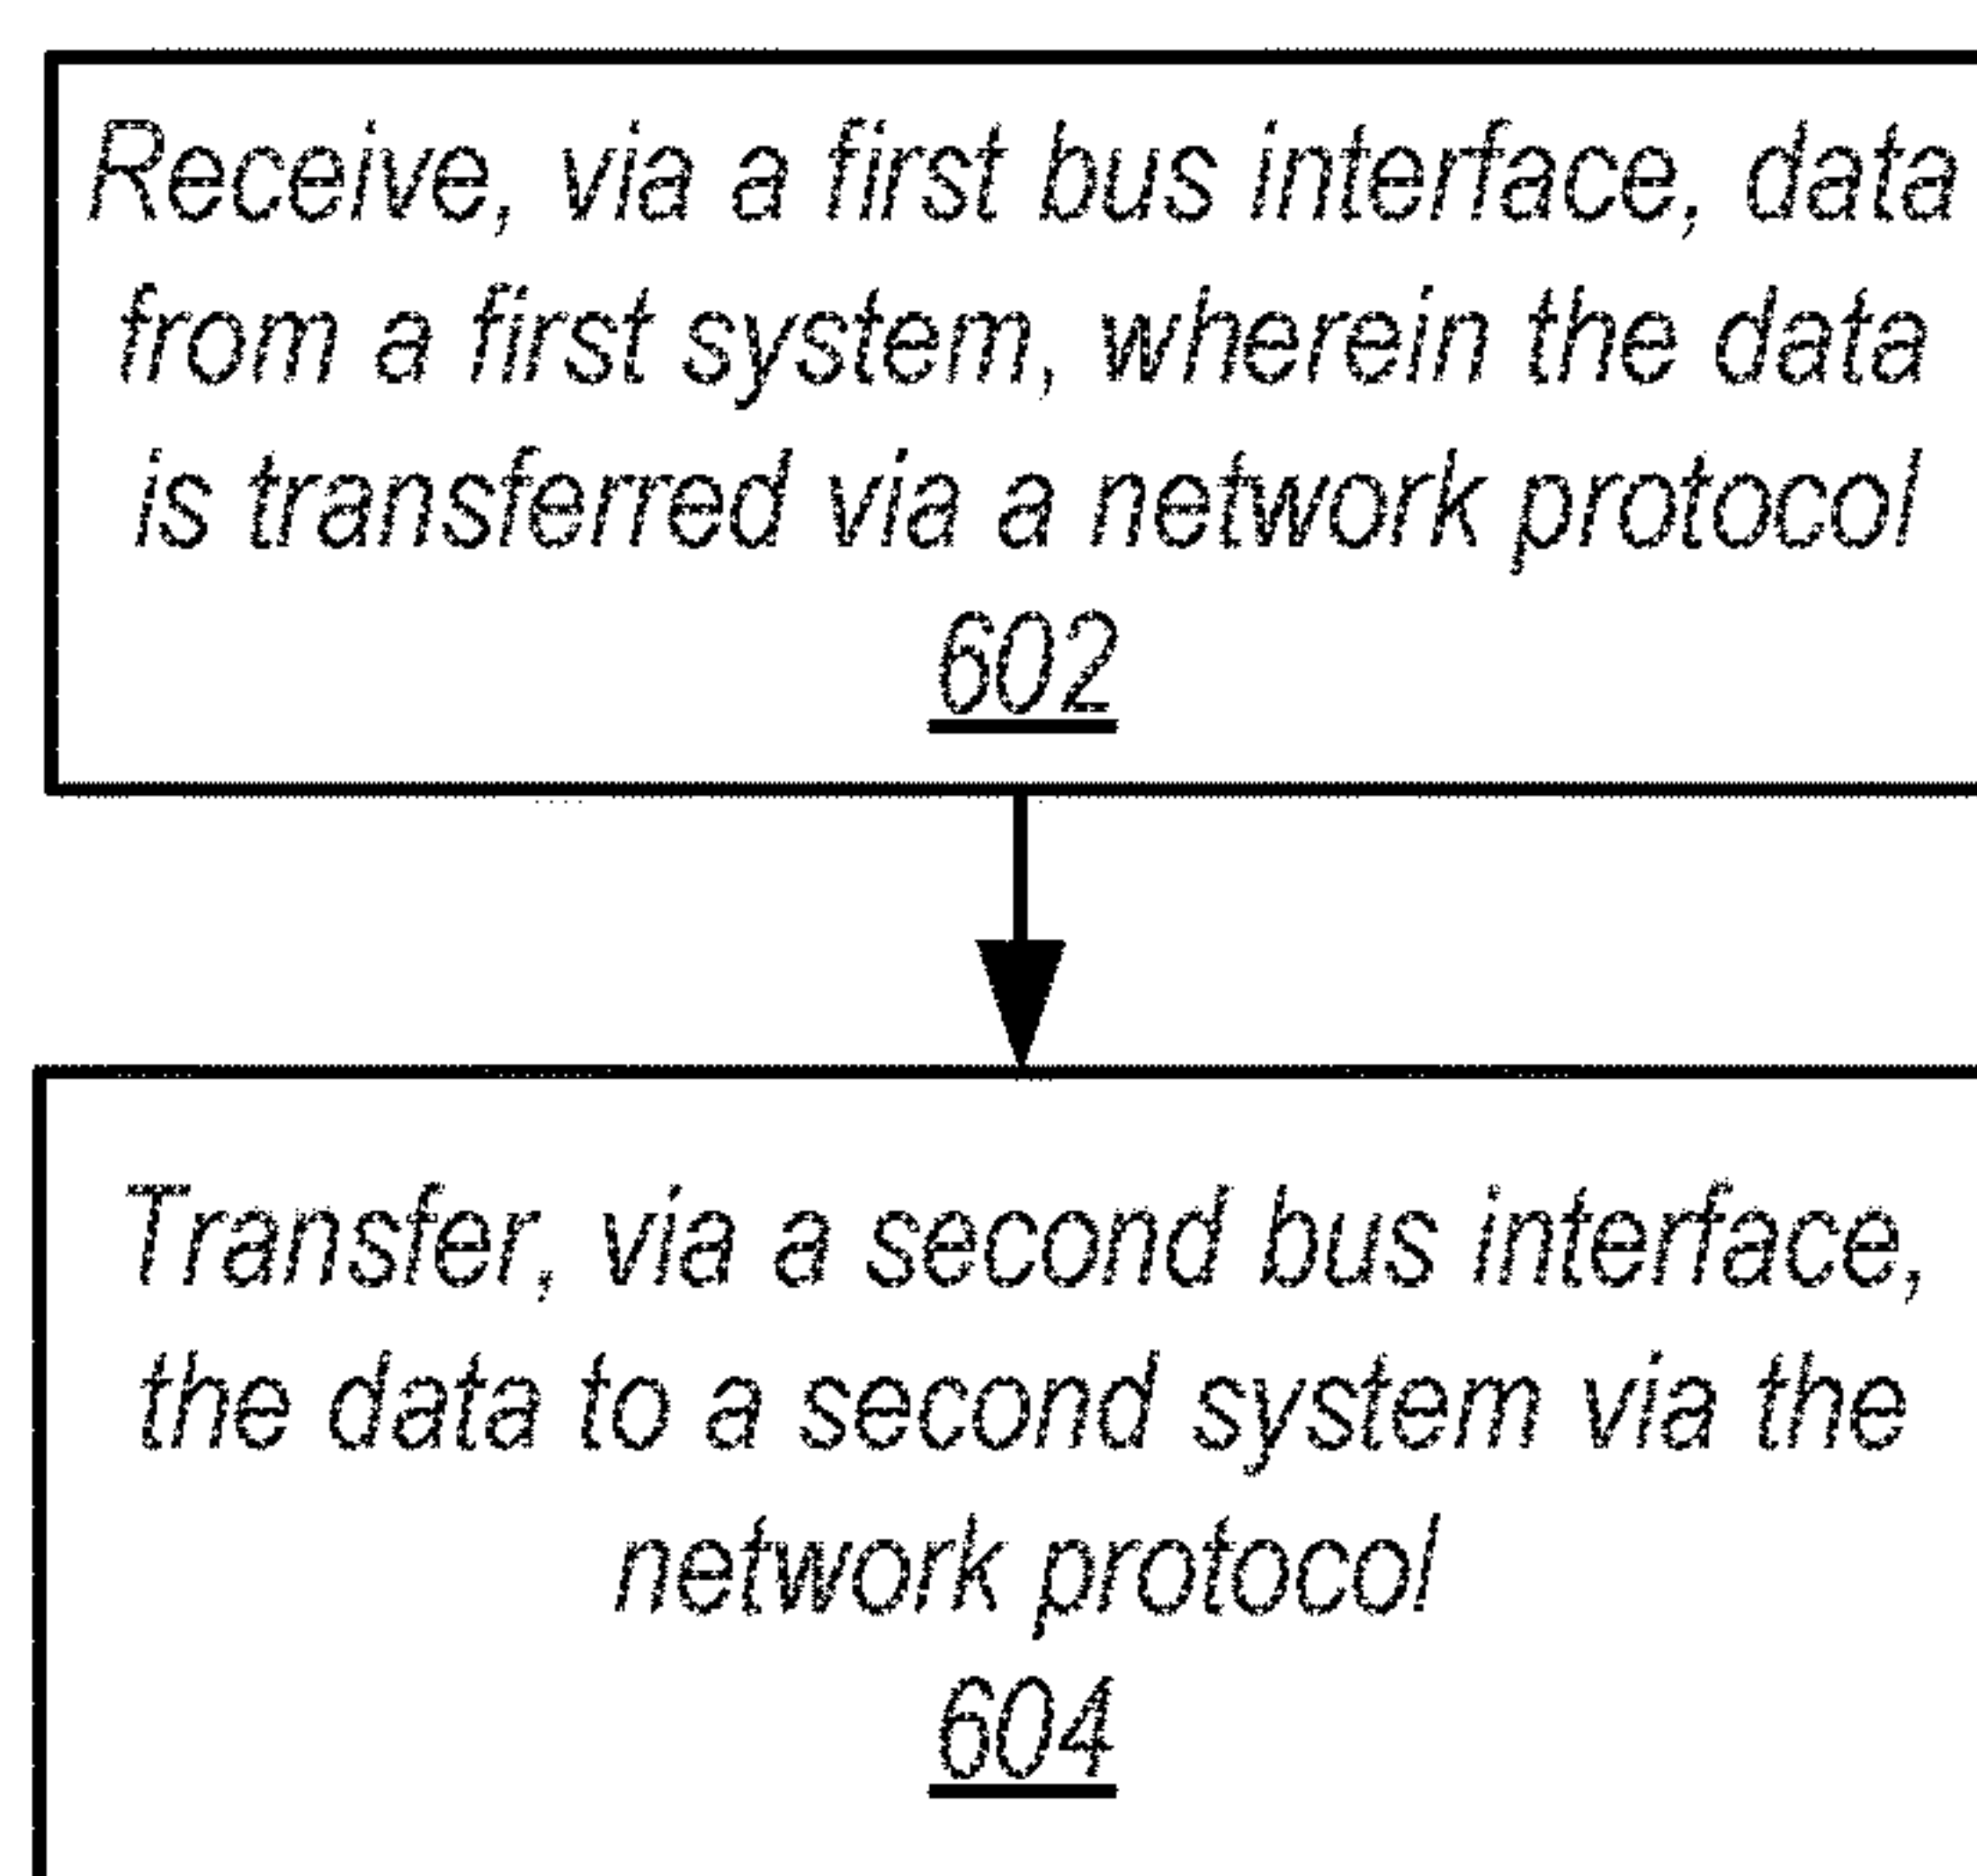 Receive, via a first bus interface, data
from a first system, wherein the data
is transferred via a network protocol
602
Transfer, via a second bus interface,
the data to a second system via the
network protocol
604